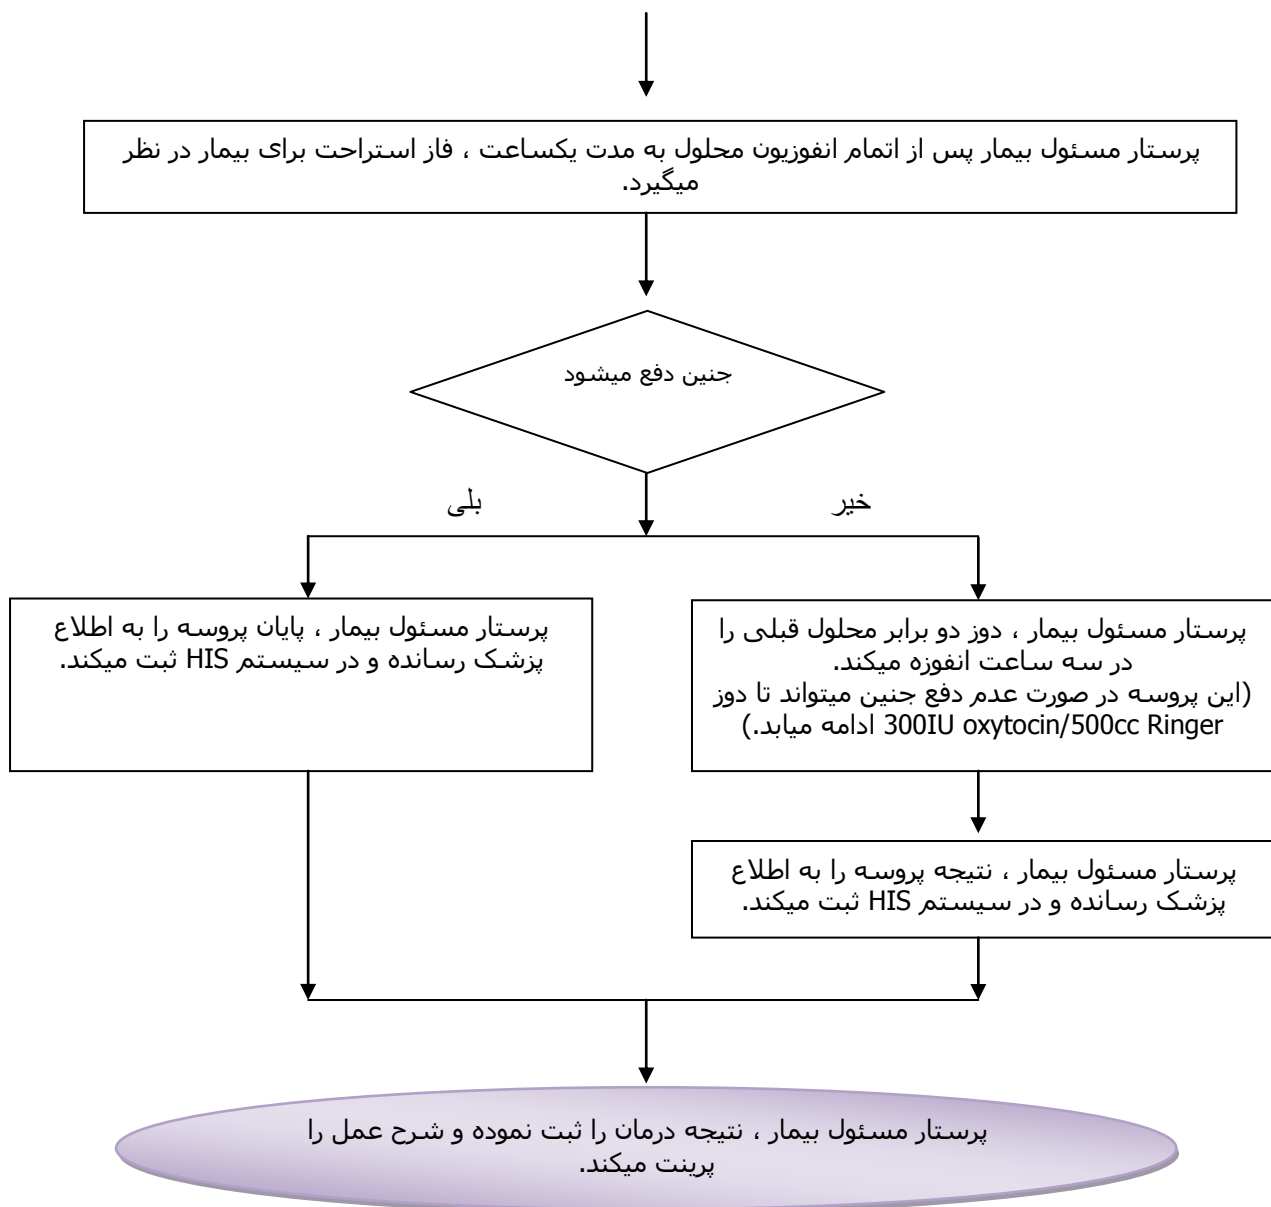 پرستار مسئول بیمار پس از اتمام انفوزیون محلول به مدت یکساعت ، فاز استراحت برای بیمار در نظر
میگیرد.
جنین دفع میشود
خیر
بلی
پرستار مسئول بیمار ، دوز دو برابر محلول قبلی را
در سه ساعت انفوزه میکند.
(این پروسه در صورت عدم دفع جنین میتواند تا دوز
300IU oxytocin/500cc Ringer ادامه میابد.)
پرستار مسئول بیمار ، پایان پروسه را به اطلاع
پزشک رسانده و در سیستم HIS ثبت میکند.
پرستار مسئول بیمار ، نتیجه پروسه را به اطلاع
پزشک رسانده و در سیستم HIS ثبت میکند.
پرستار مسئول بیمار ، نتیجه درمان را ثبت نموده و شرح عمل را
پرینت میکند.